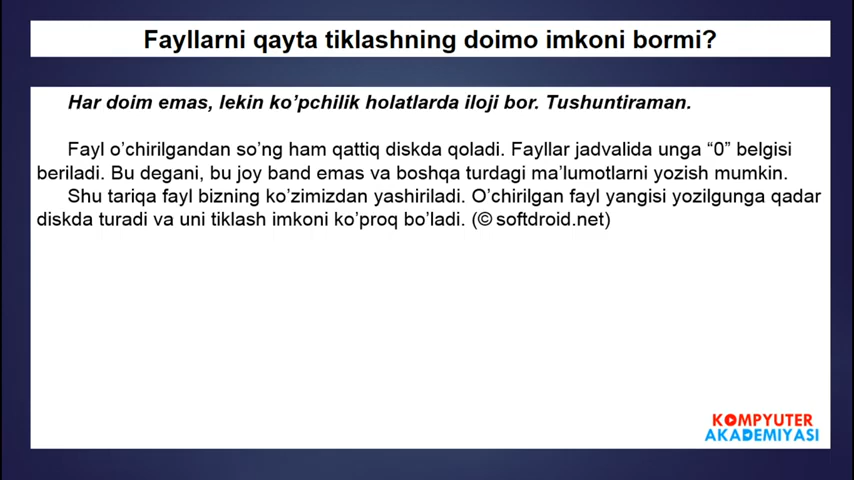 Fayllarni qayta tiklashning doimo imkoni bormi?
Har doim emas, lekin ko’pchilik holatlarda iloji bor. Tushuntiraman.
Fayl o’chirilgandan so’ng ham qattiq diskda qoladi. Fayllar jadvalida unga “0” belgisi
beriladi. Bu degani, bu joy band emas va boshqa turdagi ma’lumotlarni yozish mumkin.
Shu tariqa fayl bizning ko’zimizdan yashiriladi. O’chirilgan fayl yangisi yozilgunga qadar
diskda turadi va uni tiklash imkoni ko’proq bo’ladi. (© softdroid.net)
KOMPYUTER
AKADEMIYASI